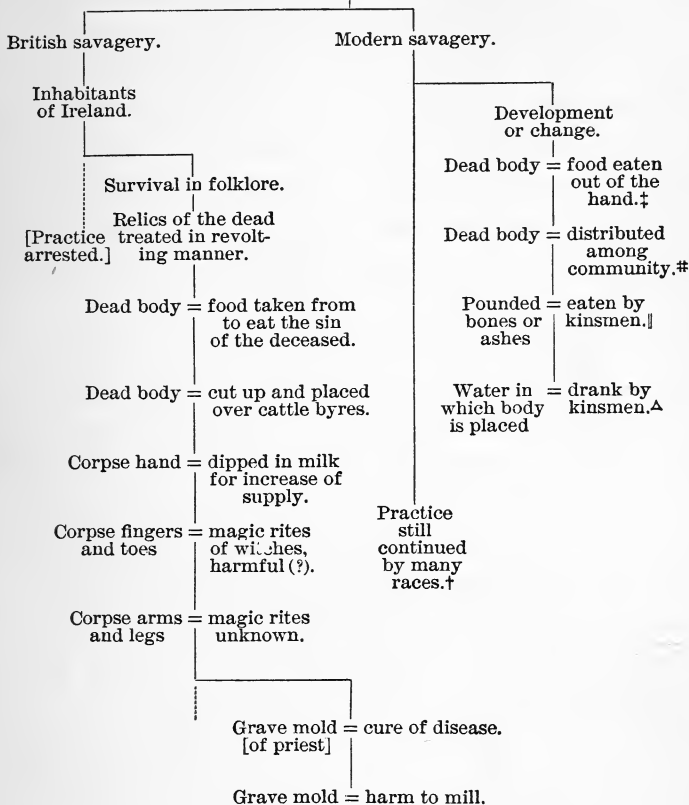 British savagery.
Modern savagery.
Inhabitants
of Ireland.
Development
or change.
Dead body = food eaten
out of the
hand.‡
Survival in folklore.
[Practice
arrested.]
Relics of the dead
treated in revolt-
ing manner.
Dead body = distributed
among
community.#
Dead body = food taken from
to eat the sin
of the deceased.
Pounded = eaten by
bones or kinsmen.‖
ashes
Dead body = cut up and placed
over cattle byres.
Water in = drank by
which body kinsmen.Δ
is placed
Corpse hand = dipped in milk
for increase of
supply.
Practice
still
continued
by many
races.†
Corpse fingers = magic rites
and toes of witches,
harmful (?).
Corpse arms = magic rites
and legs unknown.
Grave mold = cure of disease.
[of priest]
Grave mold = harm to mill.